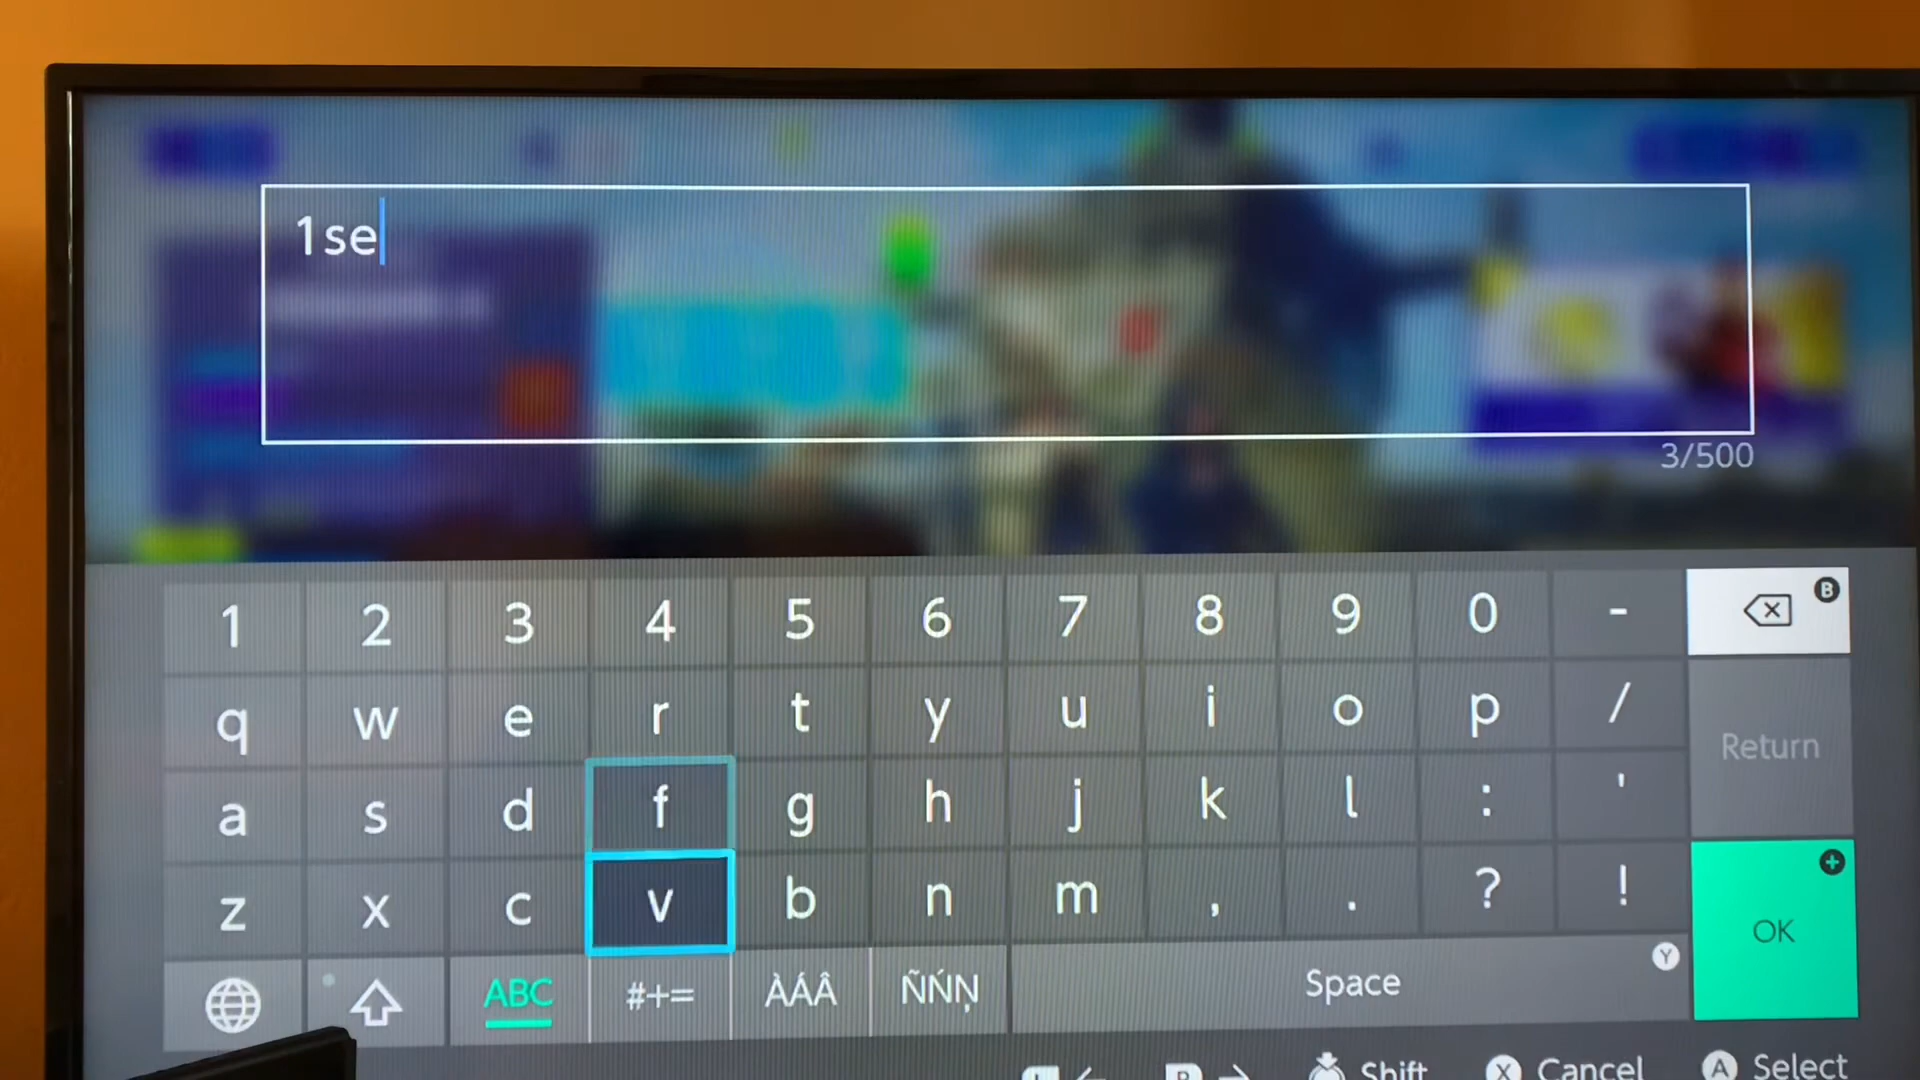 1se
3/500
1 2 3 4 5 6 7 8 9 0 - B
q w e r t y u i o p /
Return
a s d f g h j k l : '
z x c v b n m , . ? ! +
OK
ABC #+= ÀÁÂ ÑŃŅ Space Y
R Shift X Cancel A Select